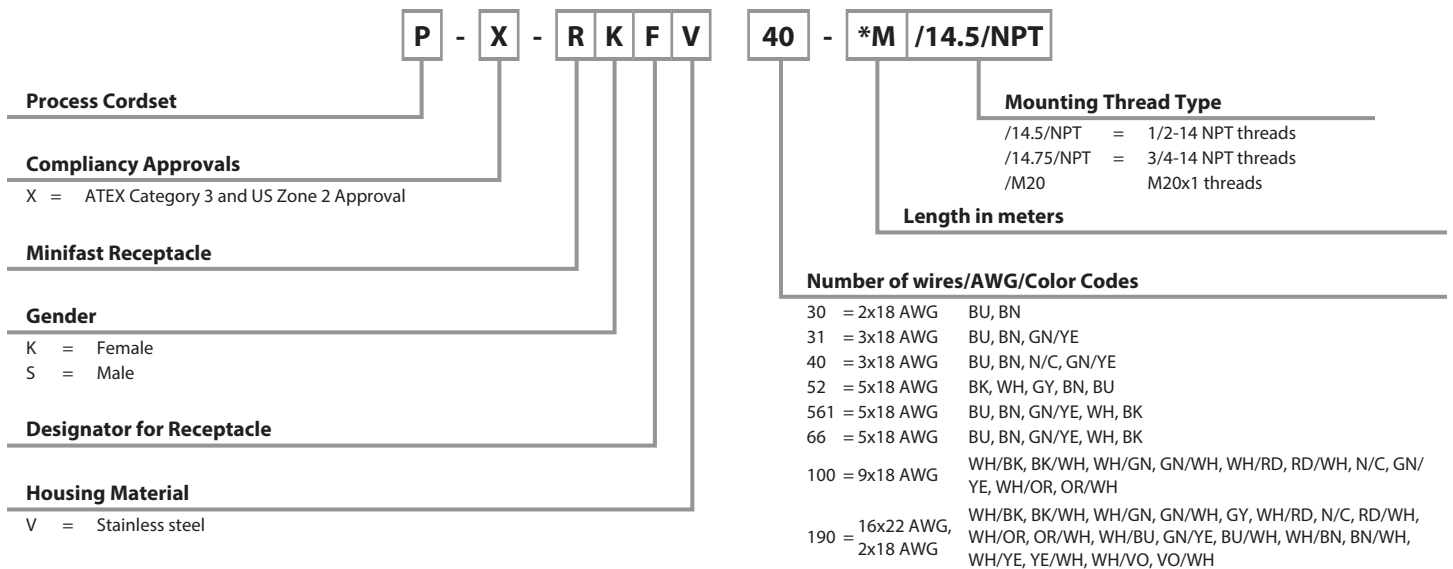 P - X - R K F V 40 - *M /14.5/NPT
Process Cordset
Compliancy Approvals
X = ATEX Category 3 and US Zone 2 Approval
Minifast Receptacle
Gender
K = Female
S = Male
Designator for Receptacle
Housing Material
V = Stainless steel
Mounting Thread Type
/14.5/NPT = 1/2-14 NPT threads
/14.75/NPT = 3/4-14 NPT threads
/M20 M20x1 threads
Length in meters
Number of wires/AWG/Color Codes
30 = 2x18 AWG BU, BN
31 = 3x18 AWG BU, BN, GN/YE
40 = 3x18 AWG BU, BN, N/C, GN/YE
52 = 5x18 AWG BK, WH, GY, BN, BU
561 = 5x18 AWG BU, BN, GN/YE, WH, BK
66 = 5x18 AWG BU, BN, GN/YE, WH, BK
100 = 9x18 AWG WH/BK, BK/WH, WH/GN, GN/WH, WH/RD, RD/WH, N/C, GN/
YE, WH/OR, OR/WH
190 = 16x22 AWG,
2x18 AWG
WH/BK, BK/WH, WH/GN, GN/WH, GY, WH/RD, N/C, RD/WH,
WH/OR, OR/WH, WH/BU, GN/YE, BU/WH, WH/BN, BN/WH,
WH/YE, YE/WH, WH/VO, VO/WH